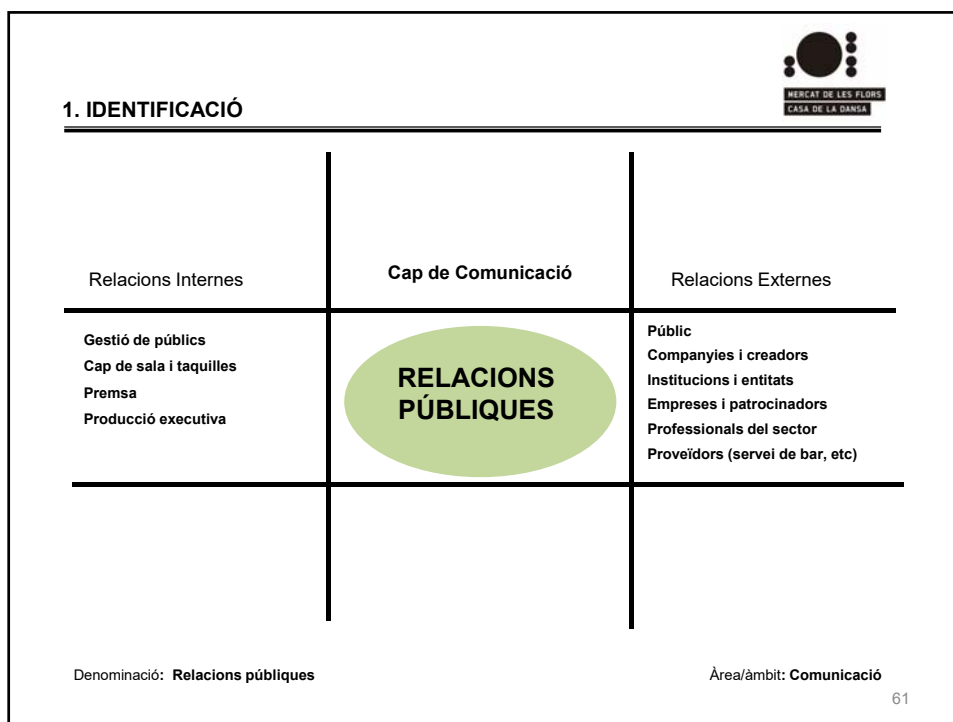 MERCAT DE LES FLORS
CASA DE LA DANSA
1. IDENTIFICACIÓ
Relacions Internes
Cap de Comunicació
Relacions Externes
Gestió de públics
Cap de sala i taquilles
Premsa
Producció executiva
RELACIONS
PÚBLIQUES
Públic
Companyies i creadors
Institucions i entitats
Empreses i patrocinadors
Professionals del sector
Proveïdors (servei de bar, etc)
Denominació: Relacions públiques
Àrea/àmbit: Comunicació
61